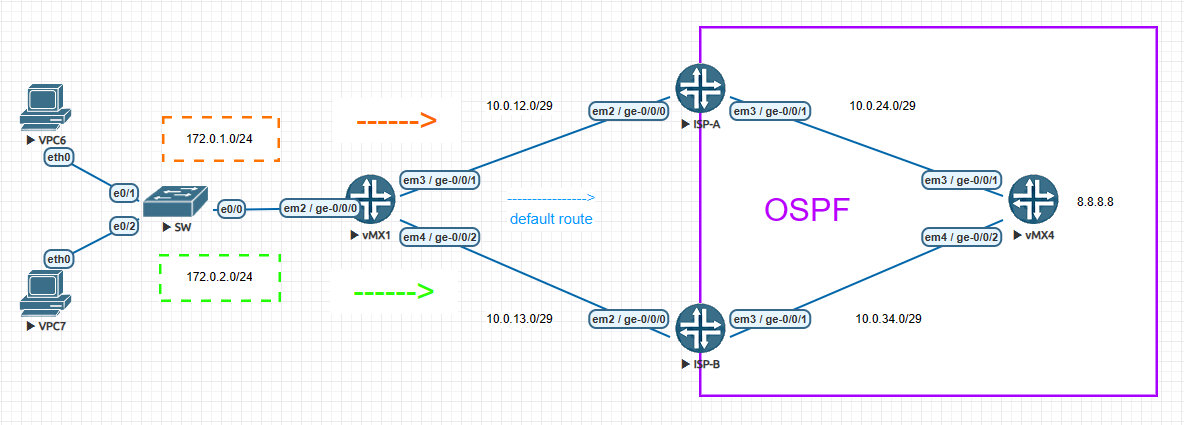 VPC6
eth0
172.0.1.0/24
e0/1
SW
e0/0
e0/2
eth0
VPC7
172.0.2.0/24
em2 / ge-0/0/0
vMX1
em3 / ge-0/0/1
em4 / ge-0/0/2
------>
-------------->
default route
------>
10.0.12.0/29
em2 / ge-0/0/0
ISP-A
em3 / ge-0/0/1
10.0.24.0/29
10.0.13.0/29
em2 / ge-0/0/0
ISP-B
em3 / ge-0/0/1
10.0.34.0/29
OSPF
em3 / ge-0/0/1
em4 / ge-0/0/2
vMX4
8.8.8.8